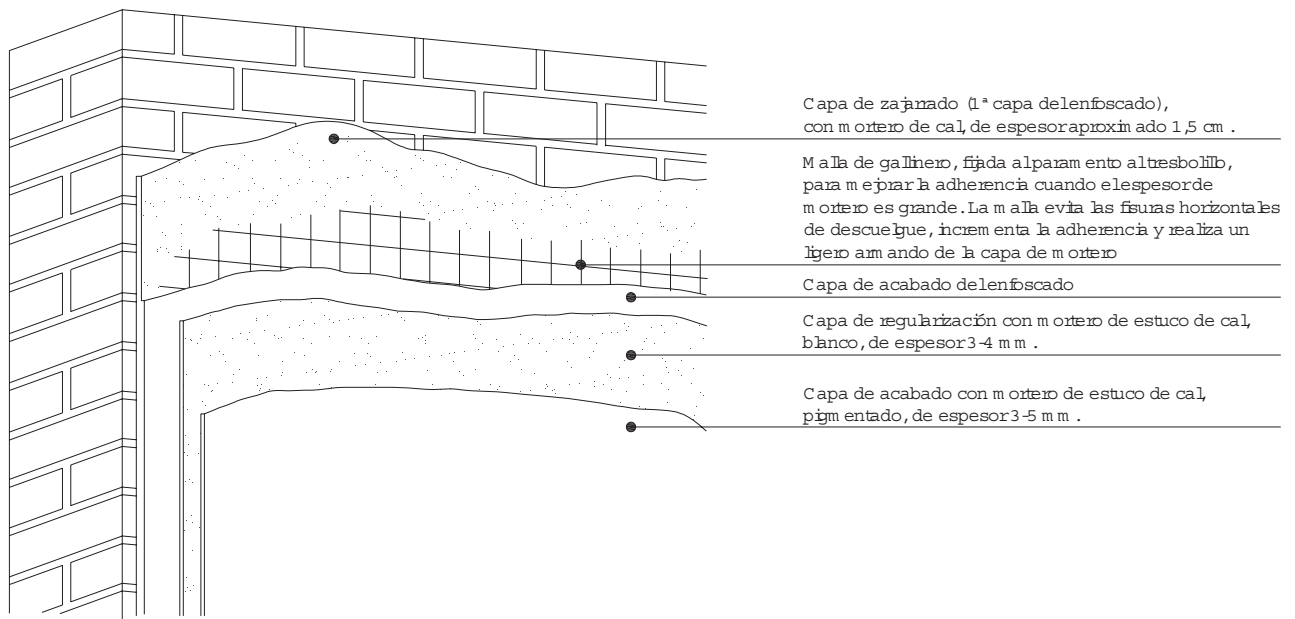 Capa de zajarrado (1ª capa del enfoscado),
con mortero de cal, de espesor aproximado 1,5 cm.
Malla de gallinero, fijada al paramento al tresbolillo,
para mejorar la adherencia cuando el espesor de
mortero es grande. La malla evita las fisuras horizontales
de descuelgue, incrementa la adherencia y realiza un
ligero armando de la capa de mortero
Capa de acabado del enfoscado
Capa de regularización con mortero de estuco de cal,
blanco, de espesor 3-4 mm.
Capa de acabado con mortero de estuco de cal,
pigmentado, de espesor 3-5 mm.